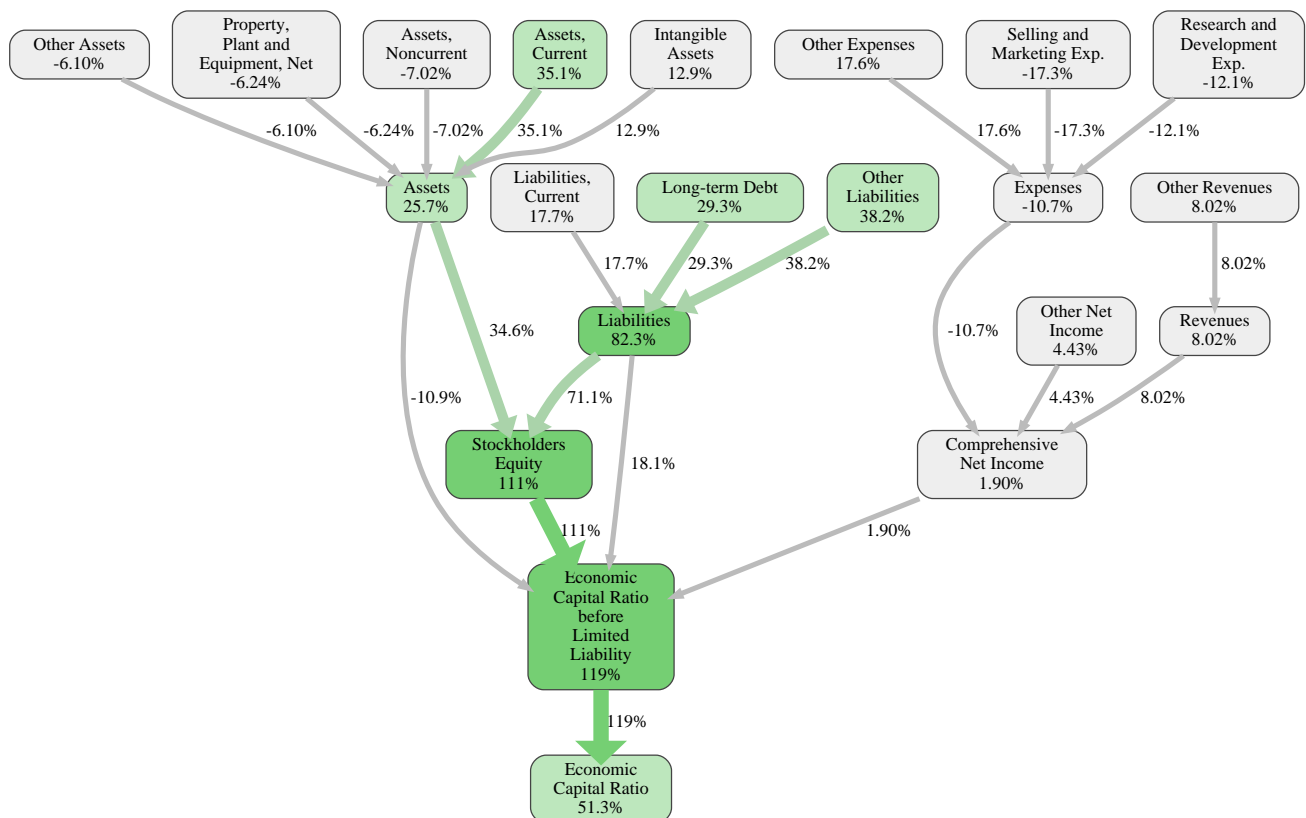 Other Assets
-6.10%
Property,
Plant and
Equipment, Net
-6.24%
Assets,
Noncurrent
-7.02%
Assets,
Current
35.1%
Intangible
Assets
12.9%
Other Expenses
17.6%
Selling and
Marketing Exp.
-17.3%
Research and
Development
Exp.
-12.1%
-6.10%
-6.24%
-7.02%
35.1%
12.9%
17.6%
-17.3%
-12.1%
Assets
25.7%
Liabilities,
Current
17.7%
Long-term Debt
29.3%
Other
Liabilities
38.2%
Expenses
-10.7%
Other Revenues
8.02%
17.7%
29.3%
38.2%
8.02%
34.6%
Liabilities
82.3%
-10.7%
Other Net
Income
4.43%
Revenues
8.02%
-10.9%
71.1%
4.43%
8.02%
Stockholders
Equity
111%
18.1%
Comprehensive
Net Income
1.90%
111%
1.90%
Economic
Capital Ratio
before
Limited
Liability
119%
119%
Economic
Capital Ratio
51.3%